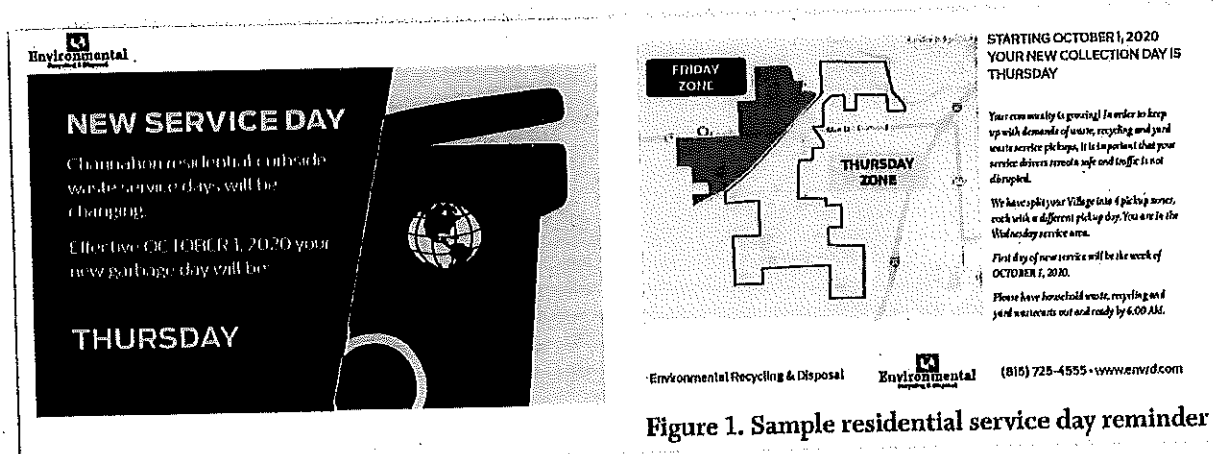 Environmental
Recycling & Disposal
NEW SERVICE DAY
Channahon residential curbside
waste service days will be
changing.
Effective OCTOBER 1, 2020 your
new garbage day will be:
THURSDAY
FRIDAY
ZONE
THURSDAY
ZONE
STARTING OCTOBER 1, 2020
YOUR NEW COLLECTION DAY IS
THURSDAY
Your community is growing! In order to keep
up with demands of waste, recycling and yard
waste service pickups, it is important that your
service drivers remain safe and traffic is not
disrupted.
We have split your Village into 4 pickup zones,
each with a different pickup day. You are in the
Wednesday service area.
First day of new service will be the week of
OCTOBER 1, 2020.
Please have household waste, recycling and
yard waste carts out and ready by 6:00 AM.
Environmental Recycling & Disposal
Environmental
Recycling & Disposal
(815) 725-4555 • www.envrd.com
Figure 1. Sample residential service day reminder